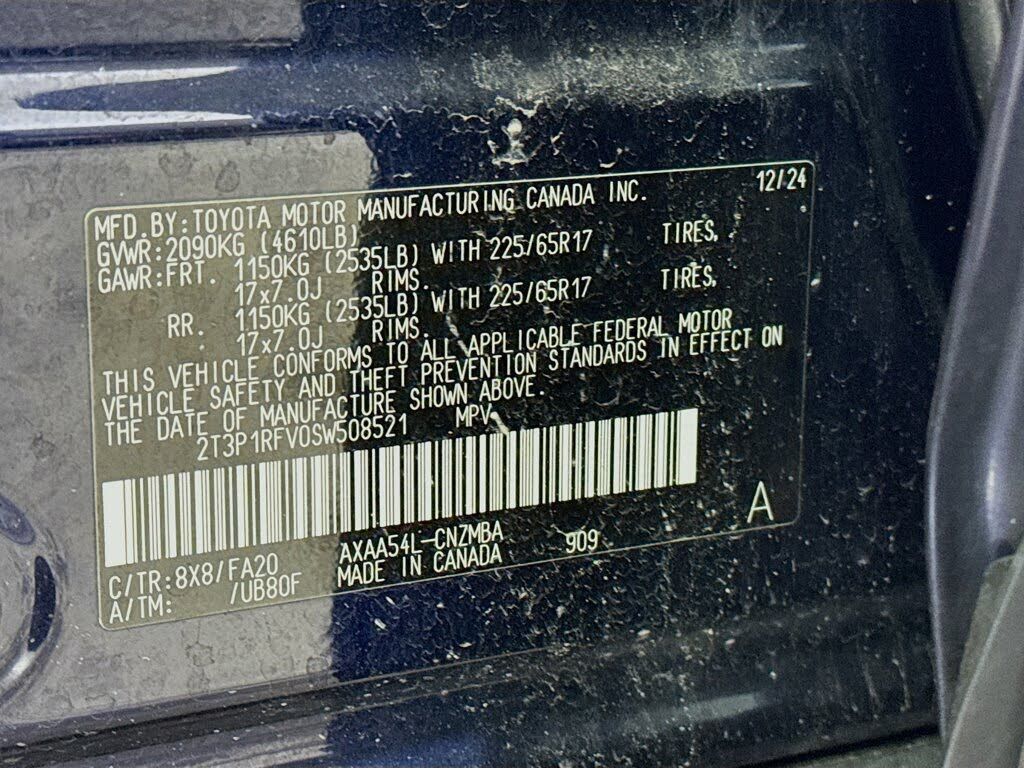 MFD.BY:TOYOTA MOTOR MANUFACTURING CANADA INC. 12/24
GVWR:2090KG (4610LB)
GAWR:FRT. 1150KG (2535LB) WITH 225/65R17 TIRES,
17x7.0J RIMS.
RR. 1150KG (2535LB) WITH 225/65R17 TIRES,
17x7.0J RIMS.
THIS VEHICLE CONFORMS TO ALL APPLICABLE FEDERAL MOTOR
VEHICLE SAFETY AND THEFT PREVENTION STANDARDS IN EFFECT ON
THE DATE OF MANUFACTURE SHOWN ABOVE.
2T3P1RFV0SW508521 MPV
A
C/TR:8X8/FA20 AXAA54L-CNZMBA 909
A/TM: /UB80F MADE IN CANADA